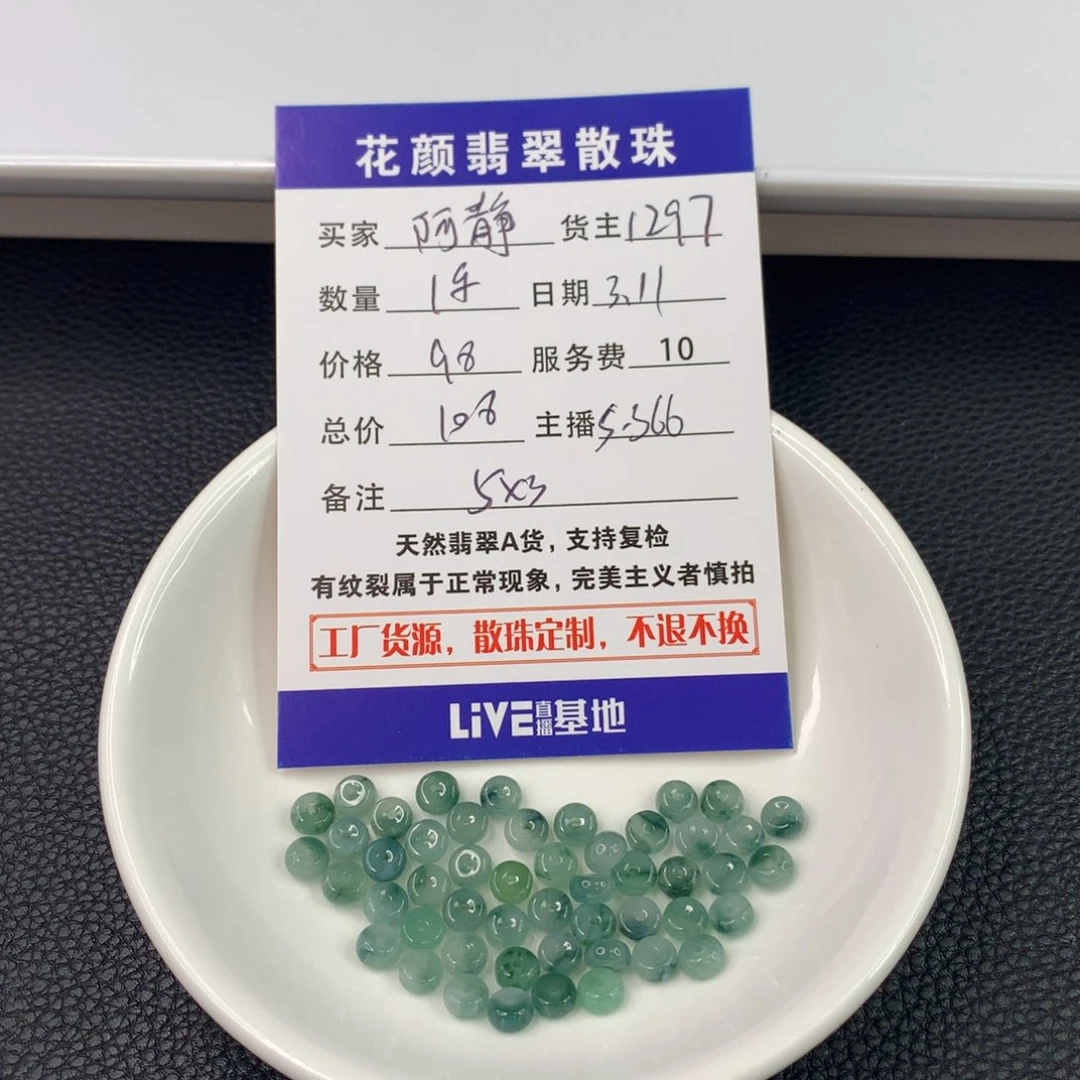 花颜翡翠散珠
买家 阿静 货主 1297
数量 1 日期 3.11
价格 98 服务费 10
总价 108 主播 5.366
备注 5x3
天然翡翠A货，支持复检
有纹裂属于正常现象，完美主义者慎拍
工厂货源，散珠定制，不退不换
LiVE直播基地